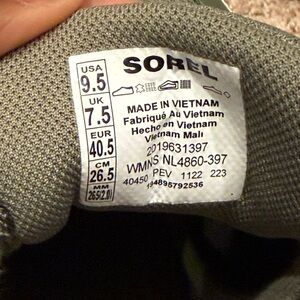 SOREL
USA
9.5
UK
7.5
EUR
40.5
CM
26.5
MM
265(2.0)
MADE IN VIETNAM
Fabriqué Au Vietnam
Hecho en Vietnam
Vietnam Malı
2019631397
WMNS NL4860-397
40450 PEV 1122 223
194895792536